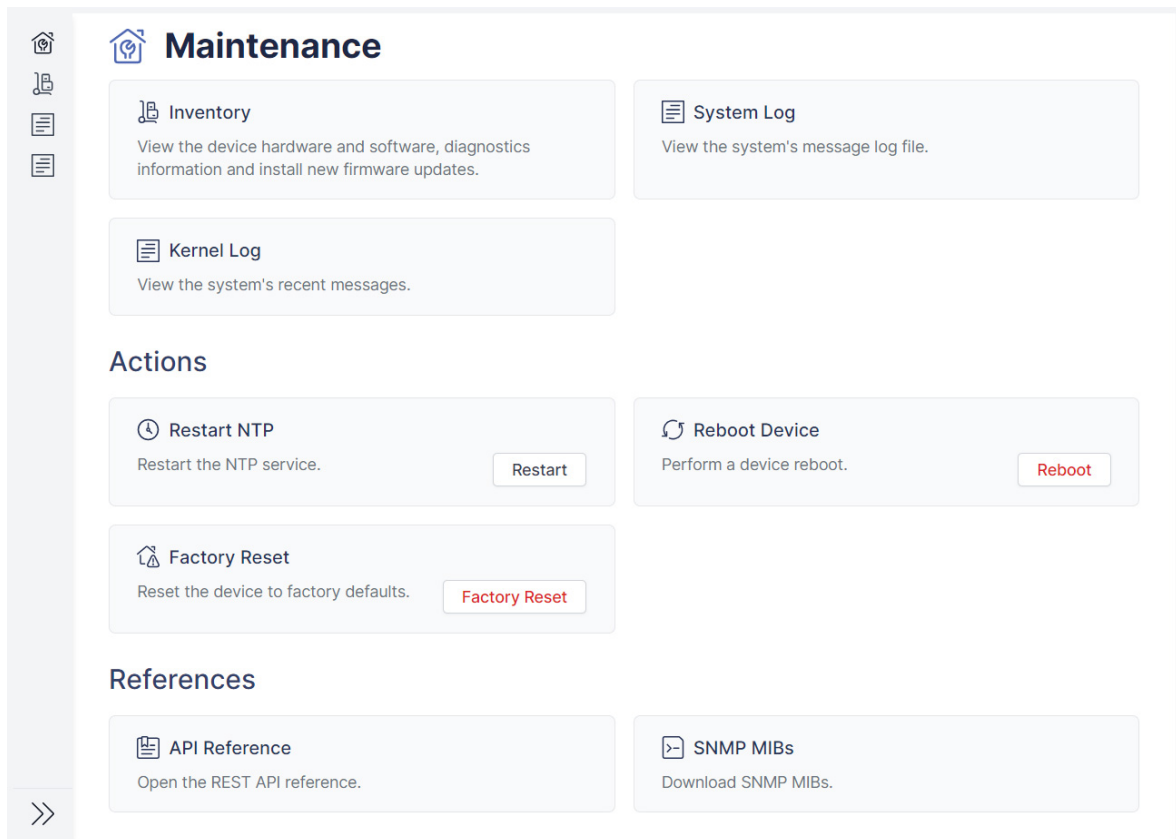 Maintenance
Inventory
View the device hardware and software, diagnostics
information and install new firmware updates.
System Log
View the system's message log file.
Kernel Log
View the system's recent messages.
Actions
Restart NTP
Restart the NTP service.
Restart
Reboot Device
Perform a device reboot.
Reboot
Factory Reset
Reset the device to factory defaults.
Factory Reset
References
API Reference
Open the REST API reference.
SNMP MIBs
Download SNMP MIBs.